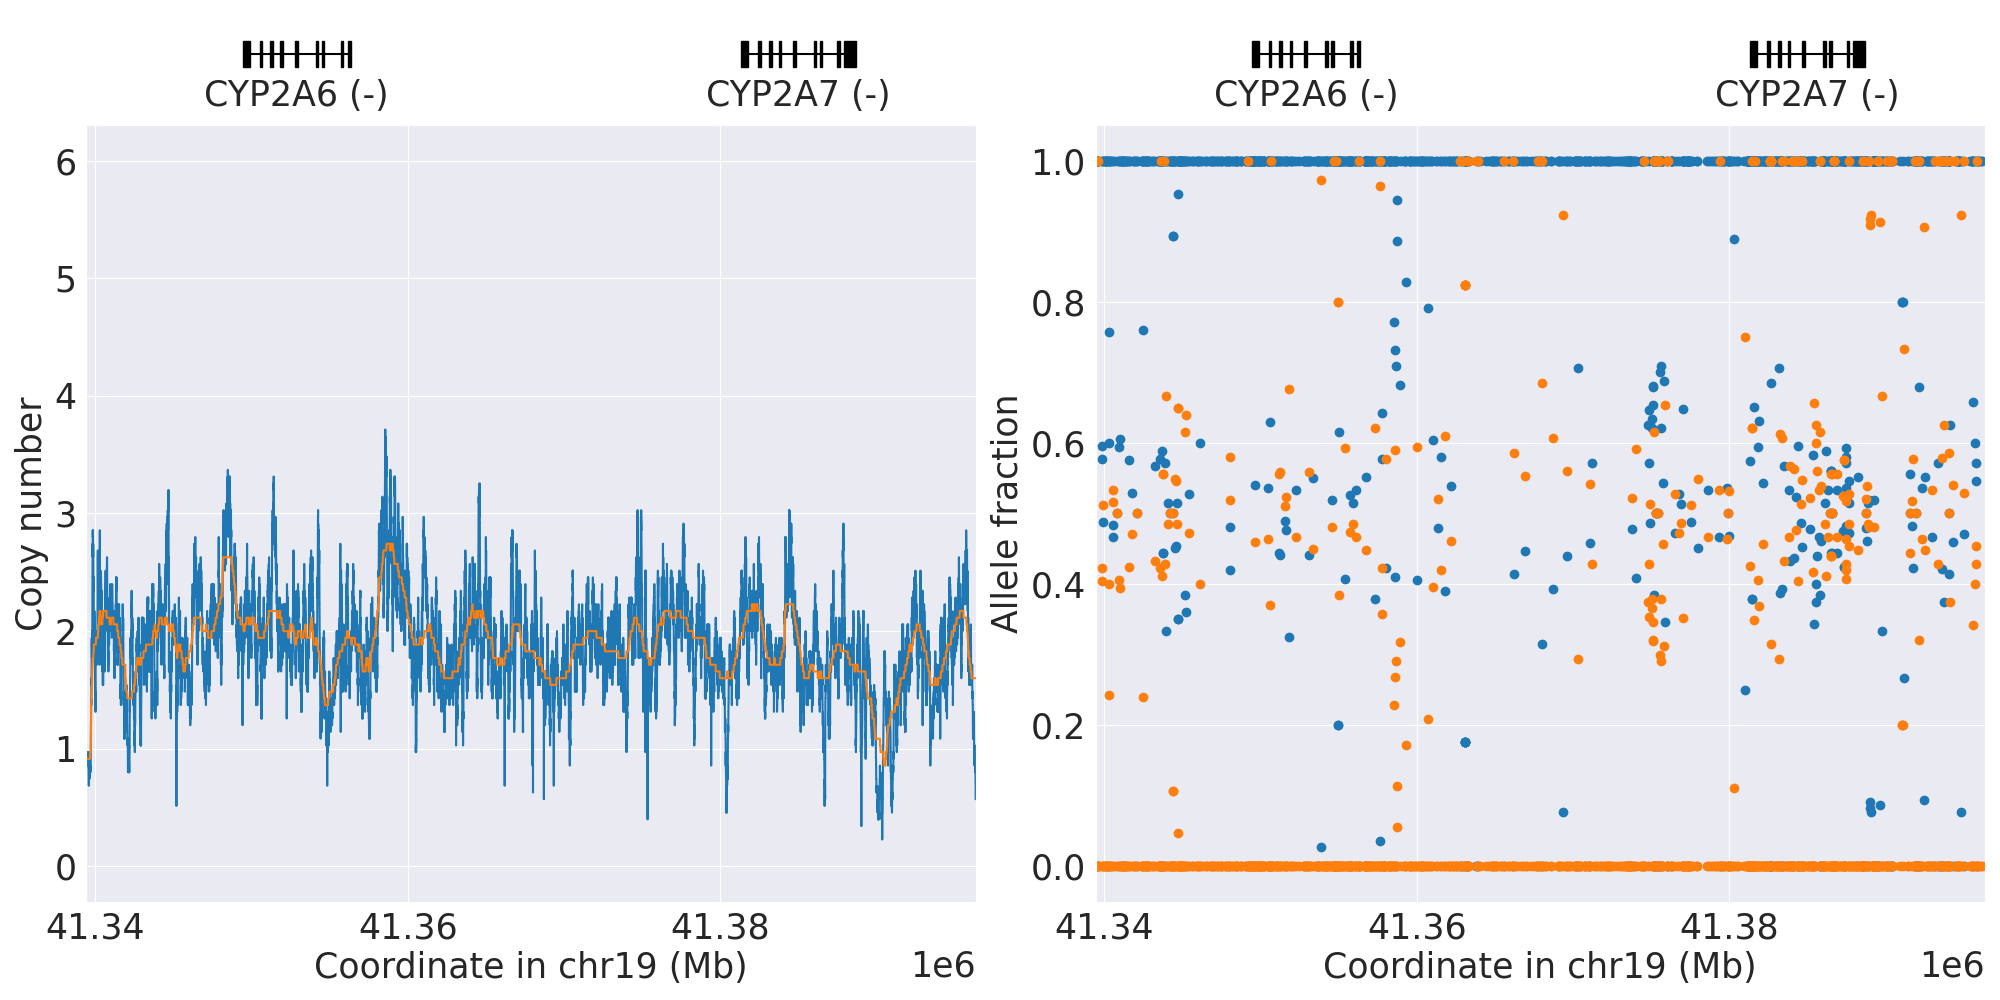 CYP2A6 (-) CYP2A7 (-)
Copy number
6
5
4
3
2
1
0
41.34 41.36 41.38
Coordinate in chr19 (Mb) 1e6
CYP2A6 (-) CYP2A7 (-)
Allele fraction
1.0
0.8
0.6
0.4
0.2
0.0
41.34 41.36 41.38
Coordinate in chr19 (Mb) 1e6